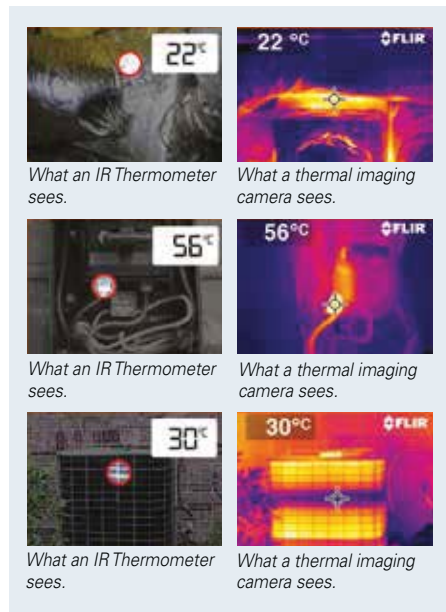 22°C
22 °C
FLIR
What an IR Thermometer
sees.
What a thermal imaging
camera sees.
56°C
56°C
FLIR
What an IR Thermometer
sees.
What a thermal imaging
camera sees.
30°C
30°C
FLIR
What an IR Thermometer
sees.
What a thermal imaging
camera sees.